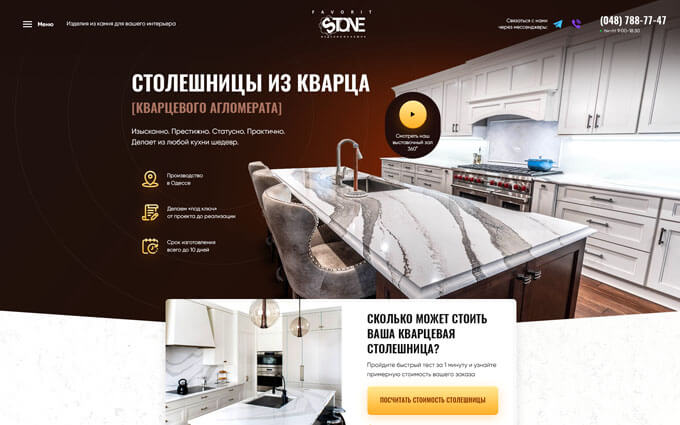 Меню
Изделия из камня для вашего интерьера
FAVORIT
STONE
Связаться с нами
через мессенджеры:
(048) 788-77-47
пн-пт 9:00-18:30
СТОЛЕШНИЦЫ ИЗ КВАРЦА
[КВАРЦЕВОГО АГЛОМЕРАТА]
Изысканно. Престижно. Статусно. Практично.
Делает из любой кухни шедевр.
Смотреть наш
выставочный зал
360°
Производство
в Одессе
Делаем «под ключ»
от проекта до реализации
Срок изготовления
всего до 10 дней
СКОЛЬКО МОЖЕТ СТОИТЬ
ВАША КВАРЦЕВАЯ
СТОЛЕШНИЦА?
Пройдите быстрый тест за 1 минуту и узнайте
примерную стоимость вашего заказа
ПОСЧИТАТЬ СТОИМОСТЬ СТОЛЕШНИЦЫ